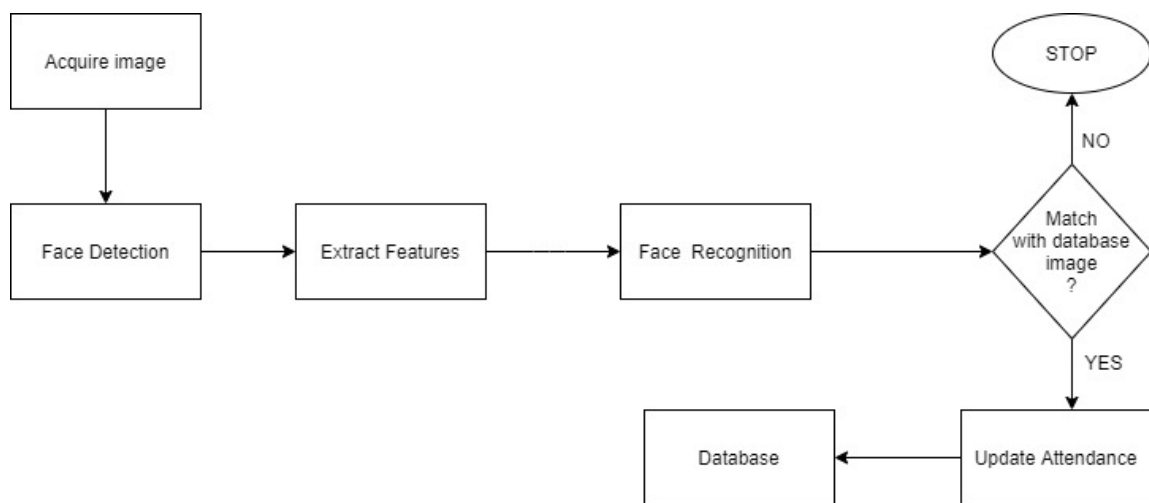 Acquire image
STOP
NO
Face Detection
Extract Features
Face  Recognition
Match
with database
image
?
YES
Database
Update Attendance